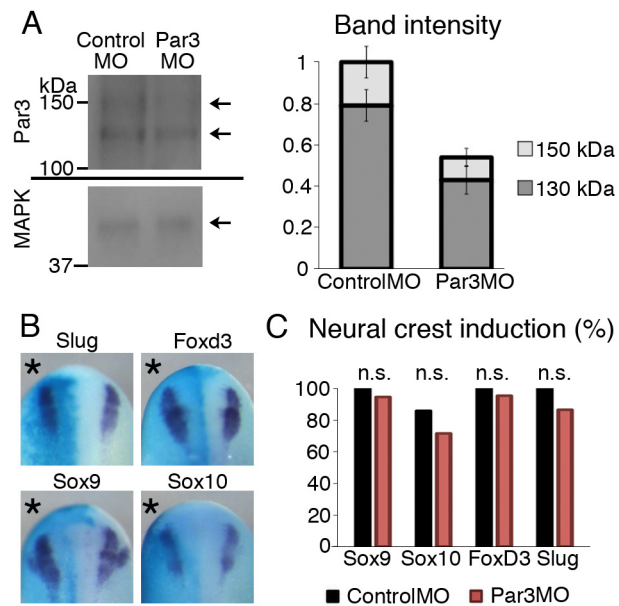 A
Control Par3
MO MO
kDa
150
Par3
100
MAPK
37
Band intensity
1
0.8
0.6
0.4
0.2
0
ControlMO Par3MO
150 kDa
130 kDa
B
Slug Foxd3
* *
Sox9 Sox10
* *
C Neural crest induction (%)
n.s. n.s. n.s. n.s.
100
80
60
40
20
0
Sox9 Sox10 FoxD3 Slug
ControlMO Par3MO